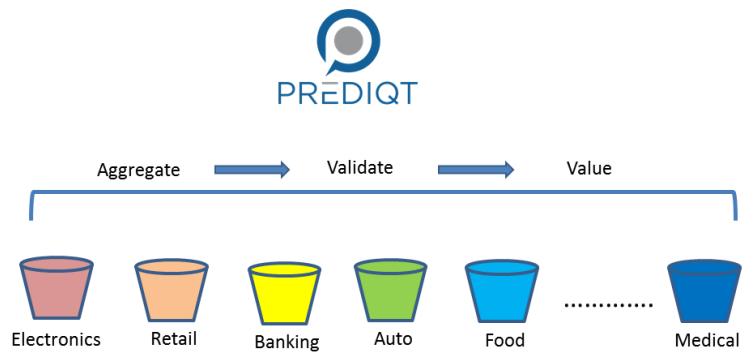 PREDIQT
Aggregate Validate Value
Electronics Retail Banking Auto Food .............. Medical